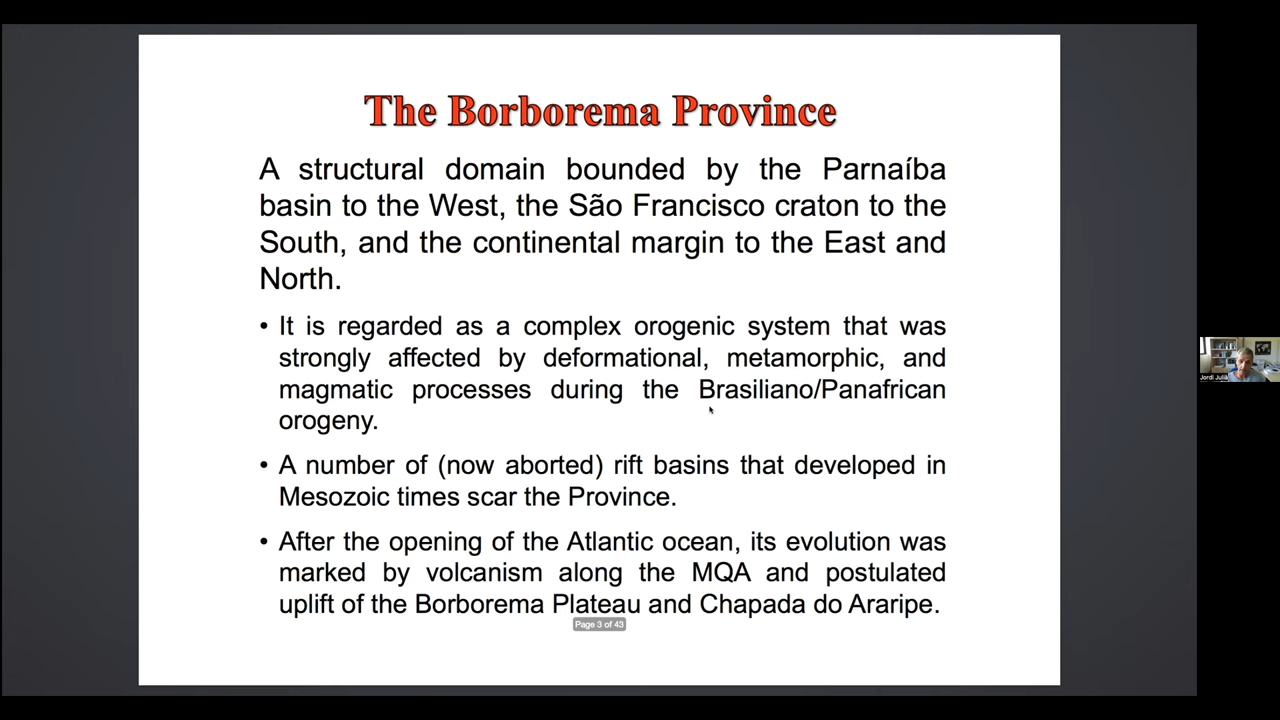 The Borborema Province
A structural domain bounded by the Parnaíba
basin to the West, the São Francisco craton to the
South, and the continental margin to the East and
North.
• It is regarded as a complex orogenic system that was
strongly affected by deformational, metamorphic, and
magmatic processes during the Brasiliano/Panafrican
orogeny.
• A number of (now aborted) rift basins that developed in
Mesozoic times scar the Province.
• After the opening of the Atlantic ocean, its evolution was
marked by volcanism along the MQA and postulated
uplift of the Borborema Plateau and Chapada do Araripe.
Page 3 of 43
Jordi Julià